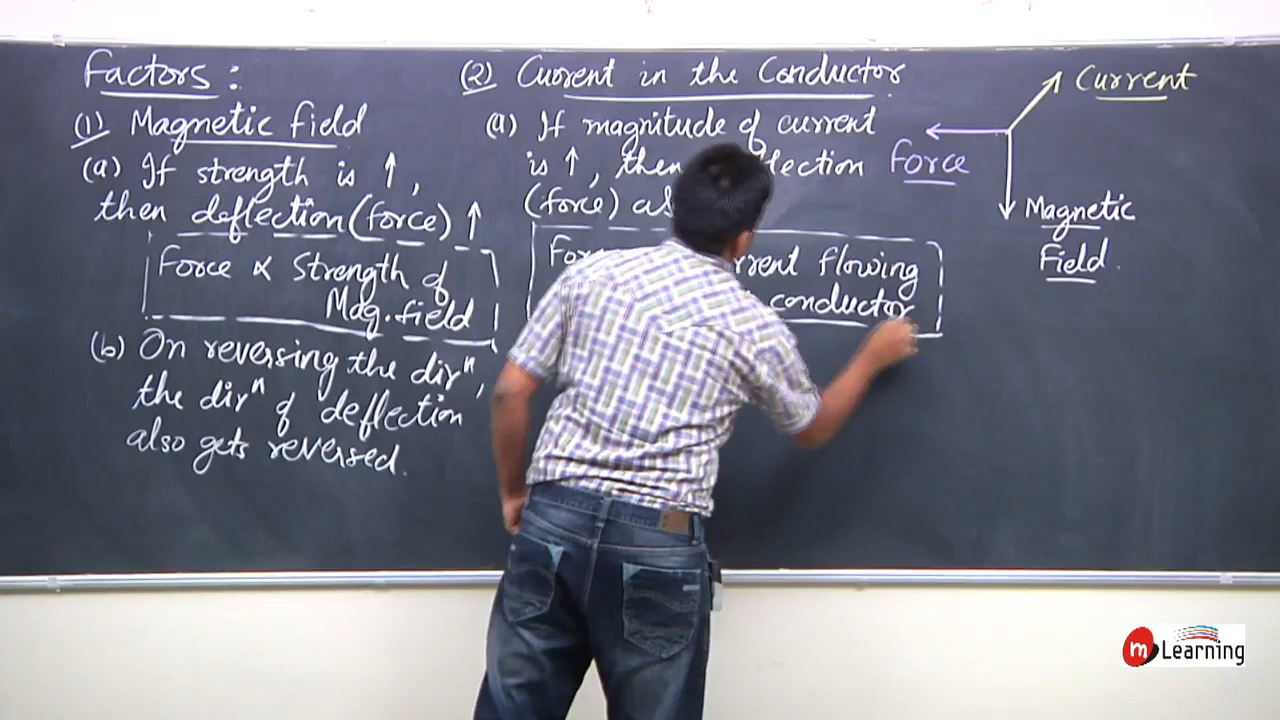 Factors:
(1) Magnetic field
(a) If strength is ↑,
then deflection (force) ↑
Force ∝ Strength of
Mag. field
(b) On reversing the dirⁿ,
the dirⁿ of deflection
also gets reversed.
(2) Current in the Conductor
(a) If magnitude of current
is ↑, then
(force)
flowing
conductor
Current
Force
Magnetic
Field.
m Learning